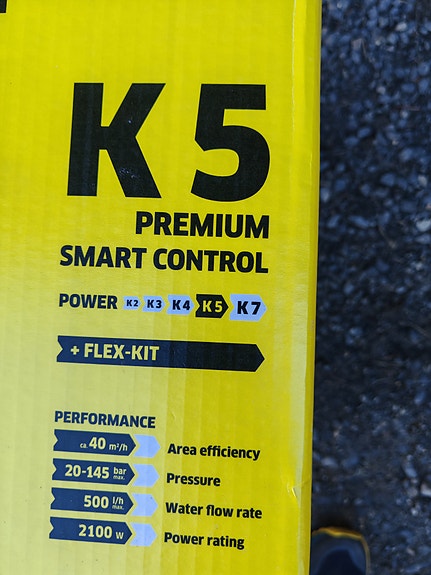 K5
PREMIUM
SMART CONTROL
POWER K2 K3 K4 K5 K7
+ FLEX-KIT
PERFORMANCE
ca. 40 m²/h Area efficiency
20-145 bar max. Pressure
500 l/h max. Water flow rate
2100 W Power rating